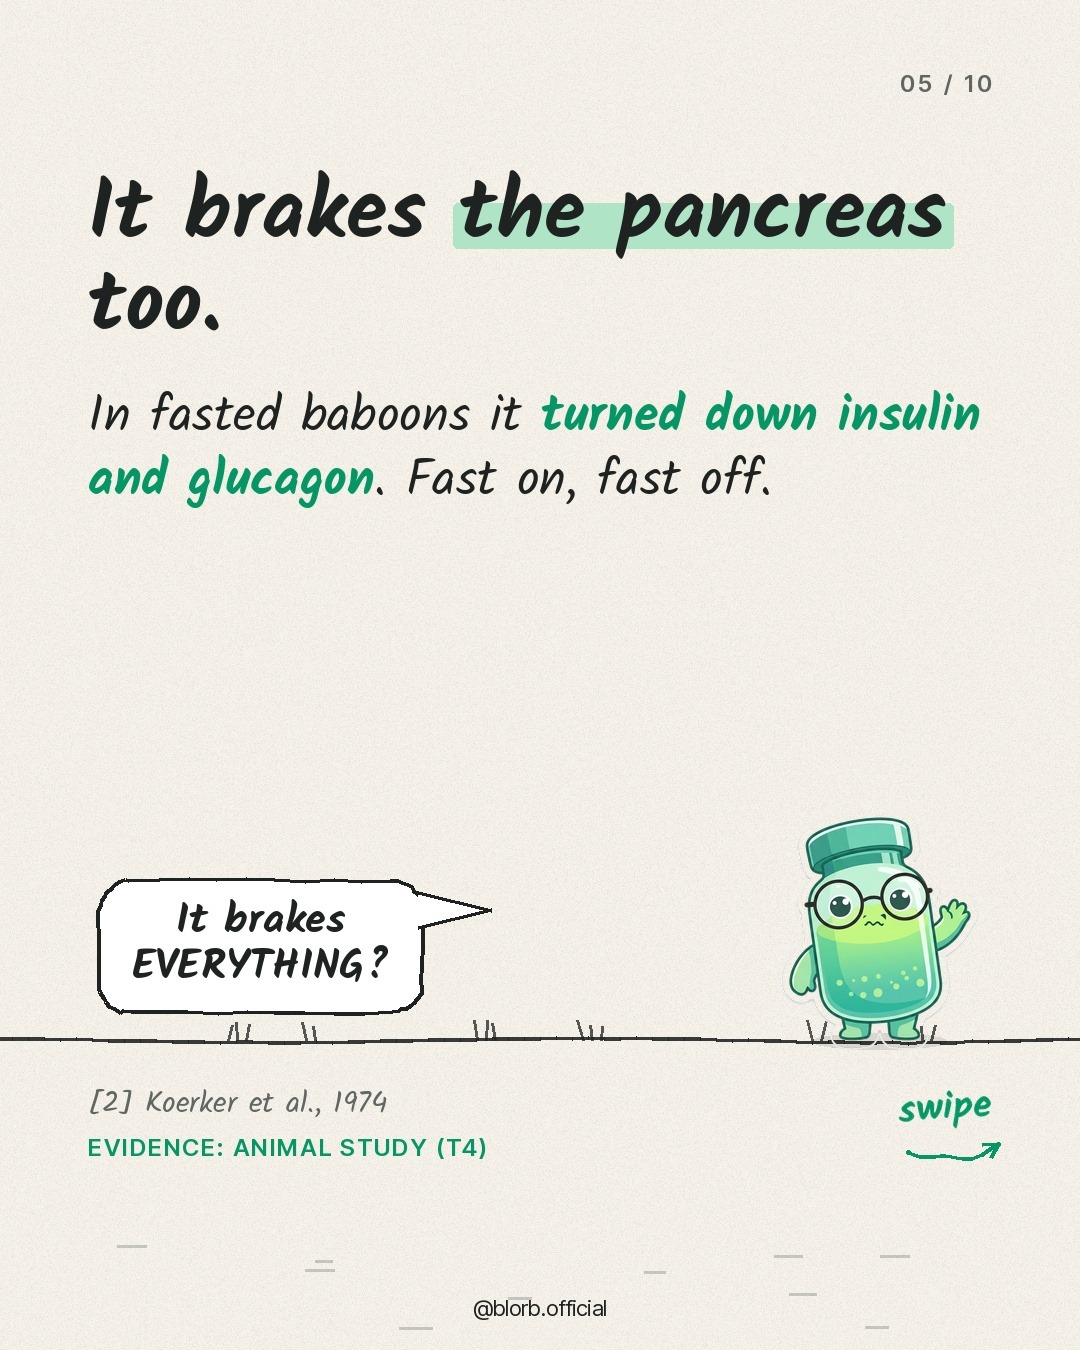 05 / 10
It brakes the pancreas
too.
In fasted baboons it turned down insulin
and glucagon. Fast on, fast off.
It brakes
EVERYTHING?
[2] Koerker et al., 1974
EVIDENCE: ANIMAL STUDY (T4)
swipe
@blorb.official